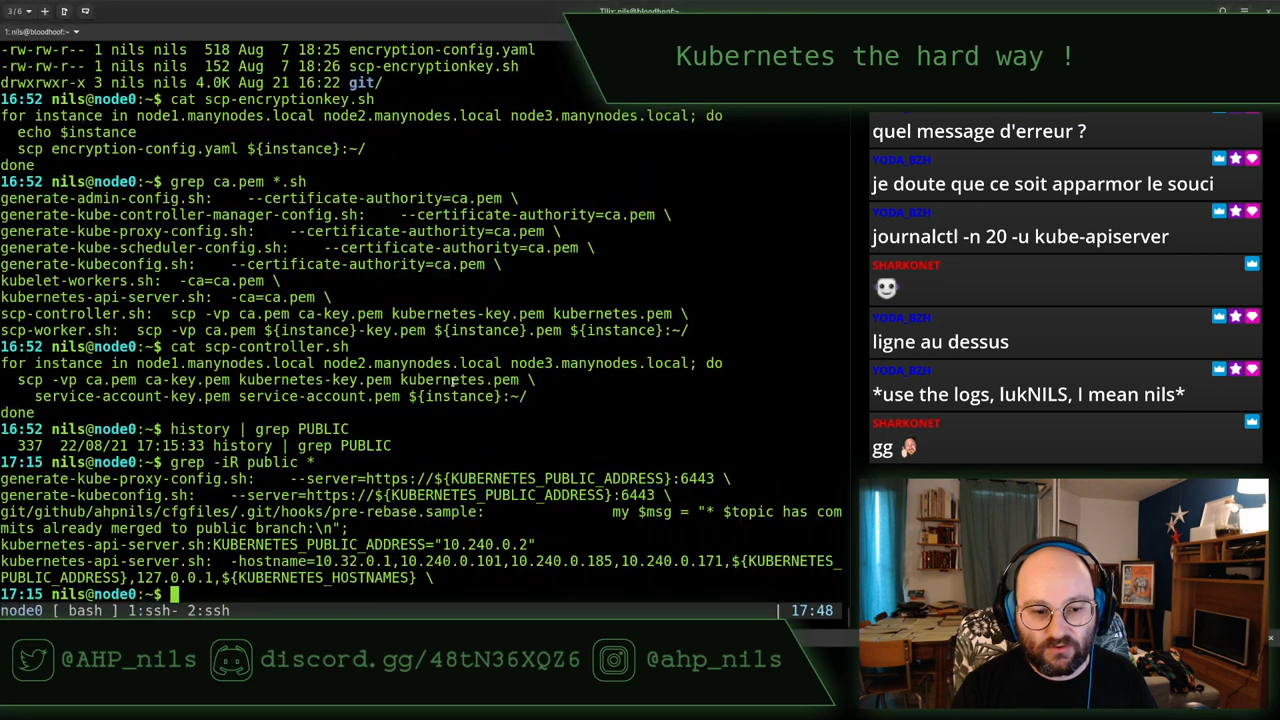 3/6
Tilix: nils@bloodhoof:~
1: nils@bloodhoof:~
-rw-rw-r-- 1 nils nils  518 Aug  7 18:25 encryption-config.yaml
-rw-rw-r-- 1 nils nils  152 Aug  7 18:26 scp-encryptionkey.sh
drwxrwxr-x 3 nils nils 4.0K Aug 21 16:22 git/
16:52 nils@node0:~$ cat scp-encryptionkey.sh
for instance in node1.manynodes.local node2.manynodes.local node3.manynodes.local; do
  echo $instance
  scp encryption-config.yaml ${instance}:~/
done
16:52 nils@node0:~$ grep ca.pem *.sh
generate-admin-config.sh:    --certificate-authority=ca.pem \
generate-kube-controller-manager-config.sh:    --certificate-authority=ca.pem \
generate-kube-proxy-config.sh:    --certificate-authority=ca.pem \
generate-kube-scheduler-config.sh:    --certificate-authority=ca.pem \
generate-kubeconfig.sh:    --certificate-authority=ca.pem \
kubelet-workers.sh:  -ca=ca.pem \
kubernetes-api-server.sh:  -ca=ca.pem \
scp-controller.sh:  scp -vp ca.pem ca-key.pem kubernetes-key.pem kubernetes.pem \
scp-worker.sh:  scp -vp ca.pem ${instance}-key.pem ${instance}.pem ${instance}:~/
16:52 nils@node0:~$ cat scp-controller.sh
for instance in node1.manynodes.local node2.manynodes.local node3.manynodes.local; do
  scp -vp ca.pem ca-key.pem kubernetes-key.pem kubernetes.pem \
    service-account-key.pem service-account.pem ${instance}:~/
done
16:52 nils@node0:~$ history | grep PUBLIC
  337  22/08/21 17:15:33 history | grep PUBLIC
17:15 nils@node0:~$ grep -iR public *
generate-kube-proxy-config.sh:    --server=https://${KUBERNETES_PUBLIC_ADDRESS}:6443 \
generate-kubeconfig.sh:    --server=https://${KUBERNETES_PUBLIC_ADDRESS}:6443 \
git/github/ahpnils/cfgfiles/.git/hooks/pre-rebase.sample:               my $msg = "* $topic has com
mits already merged to public branch:\n";
kubernetes-api-server.sh:KUBERNETES_PUBLIC_ADDRESS="10.240.0.2"
kubernetes-api-server.sh:  -hostname=10.32.0.1,10.240.0.101,10.240.0.185,10.240.0.171,${KUBERNETES_
PUBLIC_ADDRESS},127.0.0.1,${KUBERNETES_HOSTNAMES} \
17:15 nils@node0:~$
node0 [ bash ] 1:ssh- 2:ssh | 17:48
Kubernetes the hard way !
quel message d'erreur ?
YODA_BZH
je doute que ce soit apparmor le souci
YODA_BZH
journalctl -n 20 -u kube-apiserver
SHARKONET
YODA_BZH
ligne au dessus
YODA_BZH
*use the logs, lukNILS, I mean nils*
SHARKONET
gg
@AHP_nils discord.gg/48tN36XQZ6 @ahp_nils